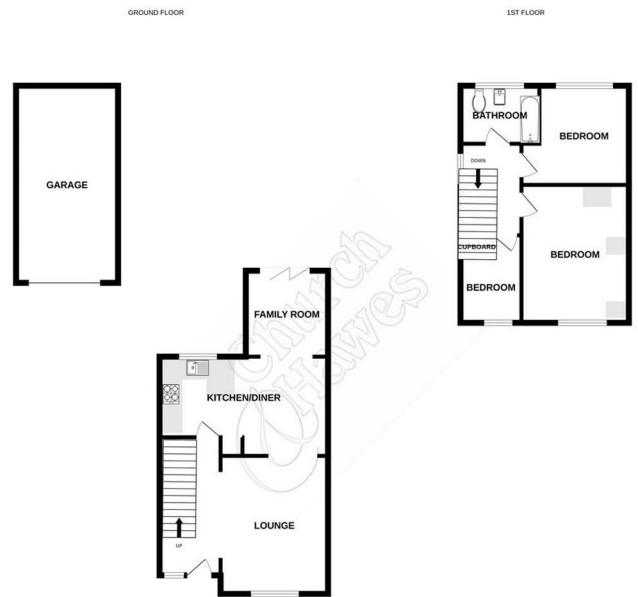 GROUND FLOOR
1ST FLOOR
GARAGE
FAMILY ROOM
KITCHEN/DINER
LOUNGE
UP
BATHROOM
BEDROOM
DOWN
CUPBOARD
BEDROOM
BEDROOM
Church
& Hawes